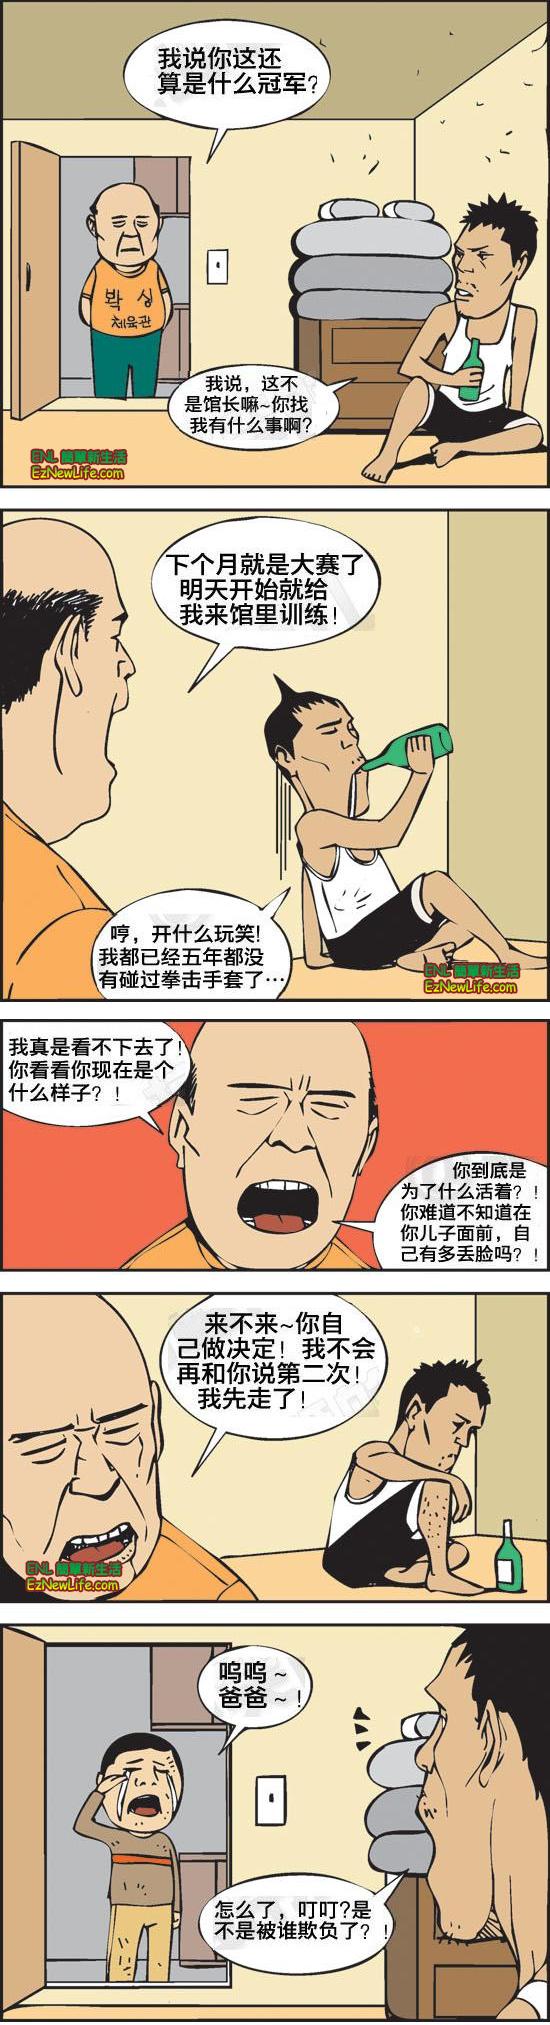 我说你这还
算是什么冠军?
봑싱
체육관
我说，这不
是馆长嘛~你找
我有什么事啊?
ENL 簡單新生活
EzNewLife.com
下个月就是大赛了
明天开始就给
我来馆里训练!
哼，开什么玩笑!
我都已经五年都没
有碰过拳击手套了…
ENL 簡單新生活
EzNewLife.com
我真是看不下去了!
你看看你现在是个
什么样子?!
你到底是
为了什么活着?!
你难道不知道在
你儿子面前，自
己有多丢脸吗?!
来不来~你自
己做决定! 我不会
再和你说第二次!
我先走了!
ENL 簡單新生活
EzNewLife.com
呜呜~
爸爸~!
怎么了，叮叮?是
不是被谁欺负了?!